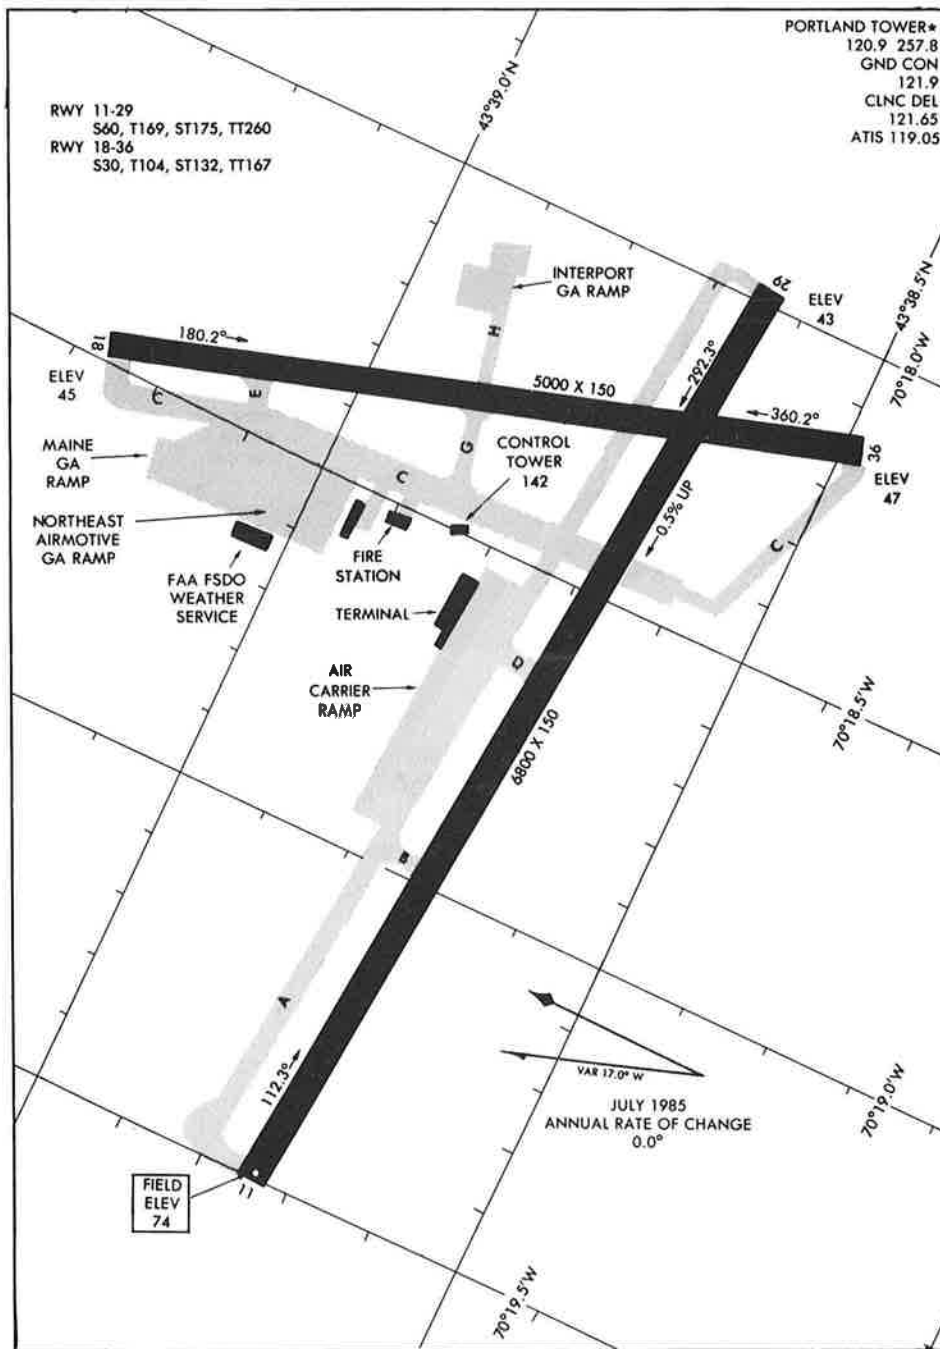 PORTLAND TOWER★
120.9 257.8
GND CON
121.9
CLNC DEL
121.65
ATIS 119.05
RWY 11-29
S60, T169, ST175, TT260
RWY 18-36
S30, T104, ST132, TT167
43°39.0'N
INTERPORT
GA RAMP
29
ELEV
43
43°38.5'N
70°18.0'W
18
180.2°
H
292.3°
ELEV
45
C
E
5000 X 150
360.2°
36
ELEV
47
MAINE
GA
RAMP
G
C
CONTROL
TOWER
142
NORTHEAST
AIRMOTIVE
GA RAMP
0.5% UP
C
FIRE
STATION
FAA FSDO
WEATHER
SERVICE
TERMINAL
D
AIR
CARRIER
RAMP
70°18.5'W
6800 X 150
B
A
112.3°
VAR 17.0° W
JULY 1985
ANNUAL RATE OF CHANGE
0.0°
70°19.0'W
FIELD
ELEV
74
11
70°19.5'W